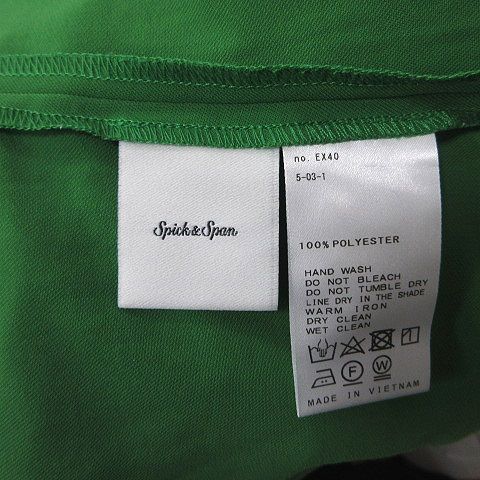 Spick & Span
no. EX40
5-03-1
100% POLYESTER
HAND WASH
DO NOT BLEACH
DO NOT TUMBLE DRY
LINE DRY IN THE SHADE
WARM IRON
DRY CLEAN
WET CLEAN
F
W
MADE IN VIETNAM